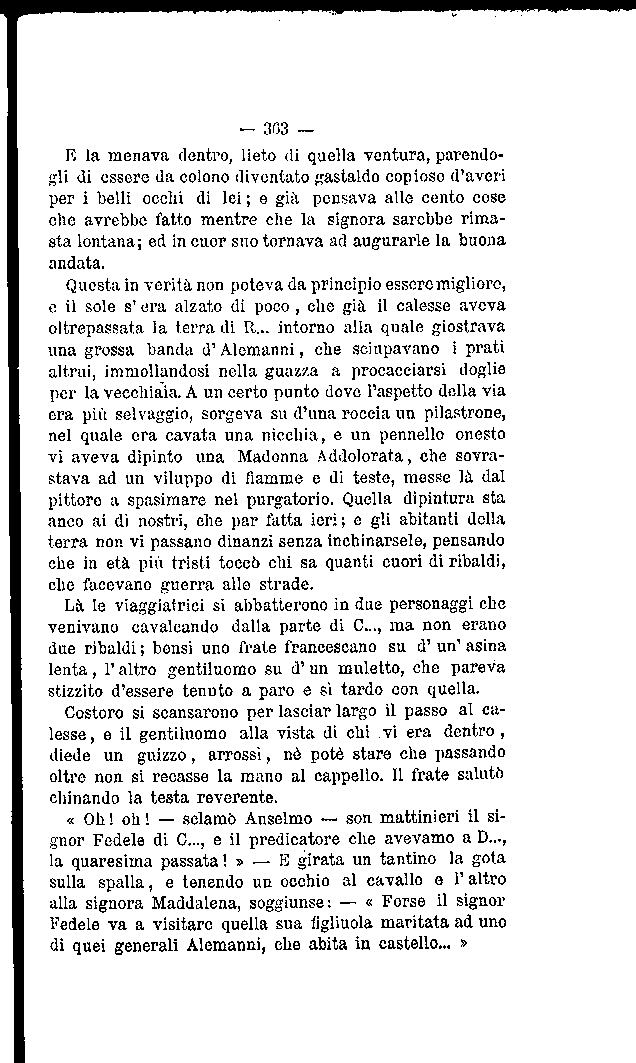 — 363 —
E la menava dentro, lieto di quella ventura, parendo-
gli di essere da colono diventato gastaldo copioso d'averi
per i belli occhi di lei; e già pensava alle cento cose
che avrebbe fatto mentre che la signora sarebbe rima-
sta lontana; ed in cuor suo tornava ad augurarle la buona
andata.
Questa in verità non poteva da principio essere migliore,
e il sole s'era alzato di poco, che già il calesse aveva
oltrepassata la terra di R... intorno alla quale giostrava
una grossa banda d'Alemanni, che sciupavano i prati
altrui, immollandosi nella guazza a procacciarsi doglie
per la vecchiaia. A un certo punto dove l'aspetto della via
era più selvaggio, sorgeva su d'una roccia un pilastrone,
nel quale era cavata una nicchia, e un pennello onesto
vi aveva dipinto una Madonna Addolorata, che sovra-
stava ad un viluppo di fiamme e di teste, messe là dal
pittore a spasimare nel purgatorio. Quella dipintura sta
anco ai dì nostri, che par fatta ieri; e gli abitanti della
terra non vi passano dinanzi senza inchinarsele, pensando
che in età più tristi toccò chi sa quanti cuori di ribaldi,
che facevano guerra alle strade.
Là le viaggiatrici si abbatterono in due personaggi che
venivano cavalcando dalla parte di C..., ma non erano
due ribaldi; bensì uno frate francescano su d'un'asina
lenta, l'altro gentiluomo su d'un muletto, che pareva
stizzito d'essere tenuto a paro e sì tardo con quella.
Costoro si scansarono per lasciar largo il passo al ca-
lesse, e il gentiluomo alla vista di chi vi era dentro,
diede un guizzo, arrossì, nè potè stare che passando
oltre non si recasse la mano al cappello. Il frate salutò
chinando la testa reverente.
« Oh! oh! — sclamò Anselmo — son mattinieri il si-
gnor Fedele di C..., e il predicatore che avevamo a D...,
la quaresima passata! » — E girata un tantino la gota
sulla spalla, e tenendo un occhio al cavallo e l'altro
alla signora Maddalena, soggiunse: — « Forse il signor
Fedele va a visitare quella sua figliuola maritata ad uno
di quei generali Alemanni, che abita in castello... »